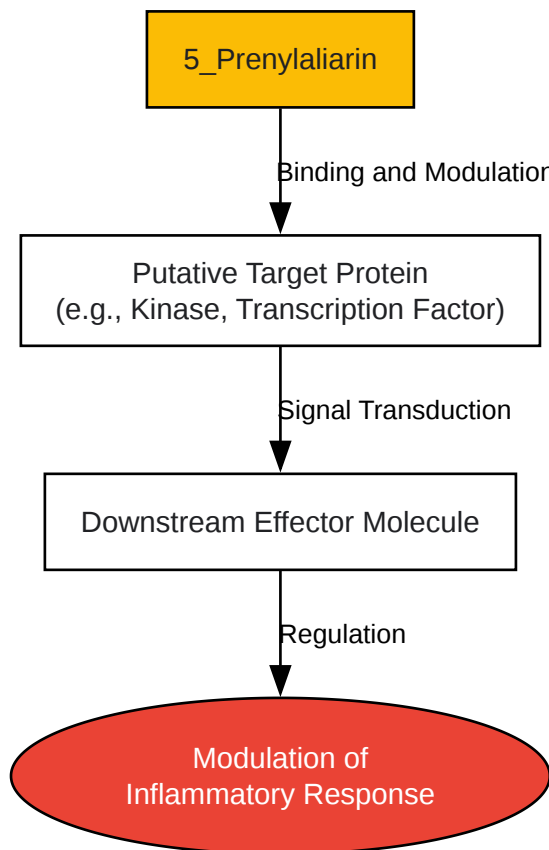 5_Prenylaliarin
Binding and Modulation
Putative Target Protein
(e.g., Kinase, Transcription Factor)
Signal Transduction
Downstream Effector Molecule
Regulation
Modulation of
Inflammatory Response